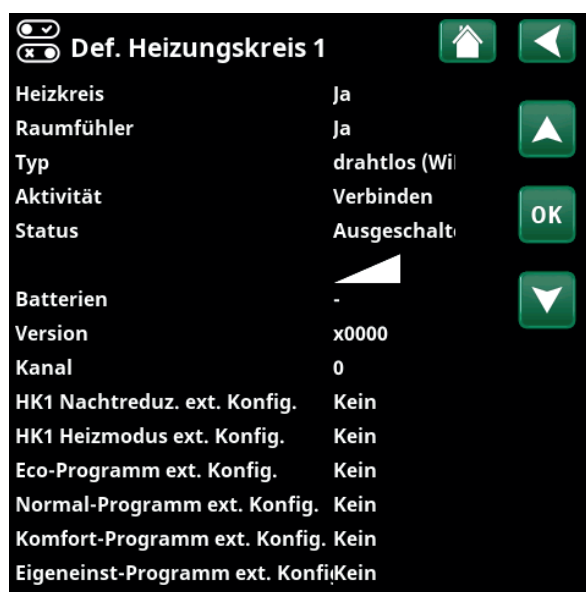 Def. Heizungskreis 1
Heizkreis Ja
Raumfühler Ja
Typ drahtlos (Wi
Aktivität Verbinden
OK
Status Ausgeschalt
Batterien -
Version x0000
Kanal 0
HK1 Nachtreduz. ext. Konfig. Kein
HK1 Heizmodus ext. Konfig. Kein
Eco-Programm ext. Konfig. Kein
Normal-Programm ext. Konfig. Kein
Komfort-Programm ext. Konfig. Kein
Eigeneinst-Programm ext. Konfi Kein